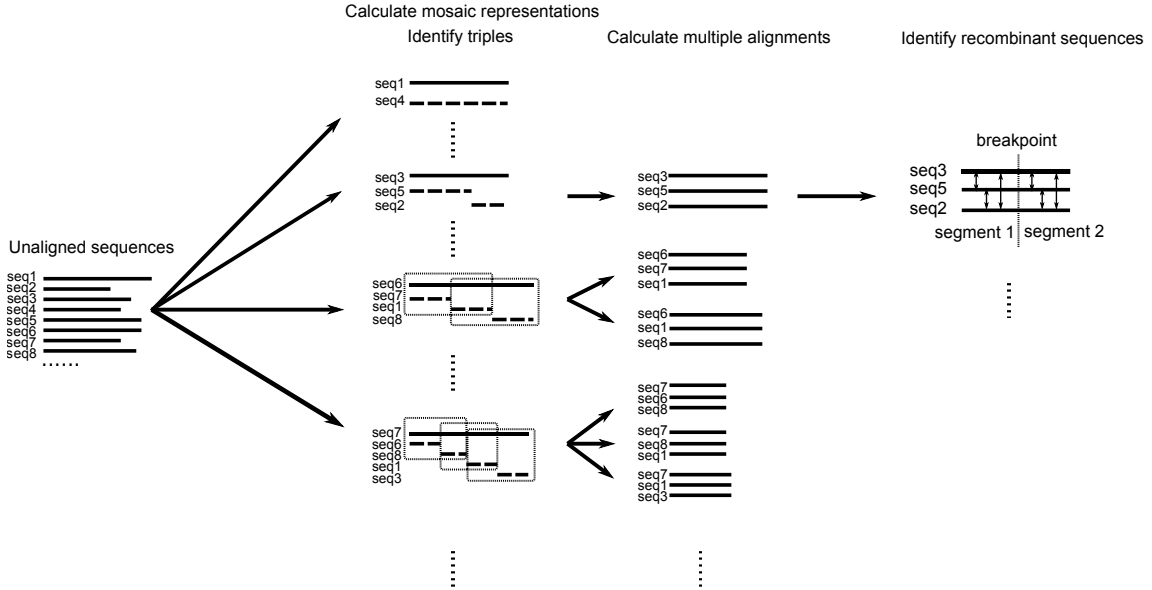 Calculate mosaic representations
Identify triples
Calculate multiple alignments
Identify recombinant sequences
Unaligned sequences
seq1
seq2
seq3
seq4
seq5
seq6
seq7
seq8
seq1
seq4
seq3
seq5
seq2
seq6
seq7
seq1
seq8
seq7
seq6
seq8
seq1
seq3
seq3
seq5
seq2
seq6
seq7
seq1
seq6
seq1
seq8
seq7
seq6
seq8
seq7
seq8
seq1
seq7
seq1
seq3
breakpoint
seq3
seq5
seq2
segment 1 segment 2